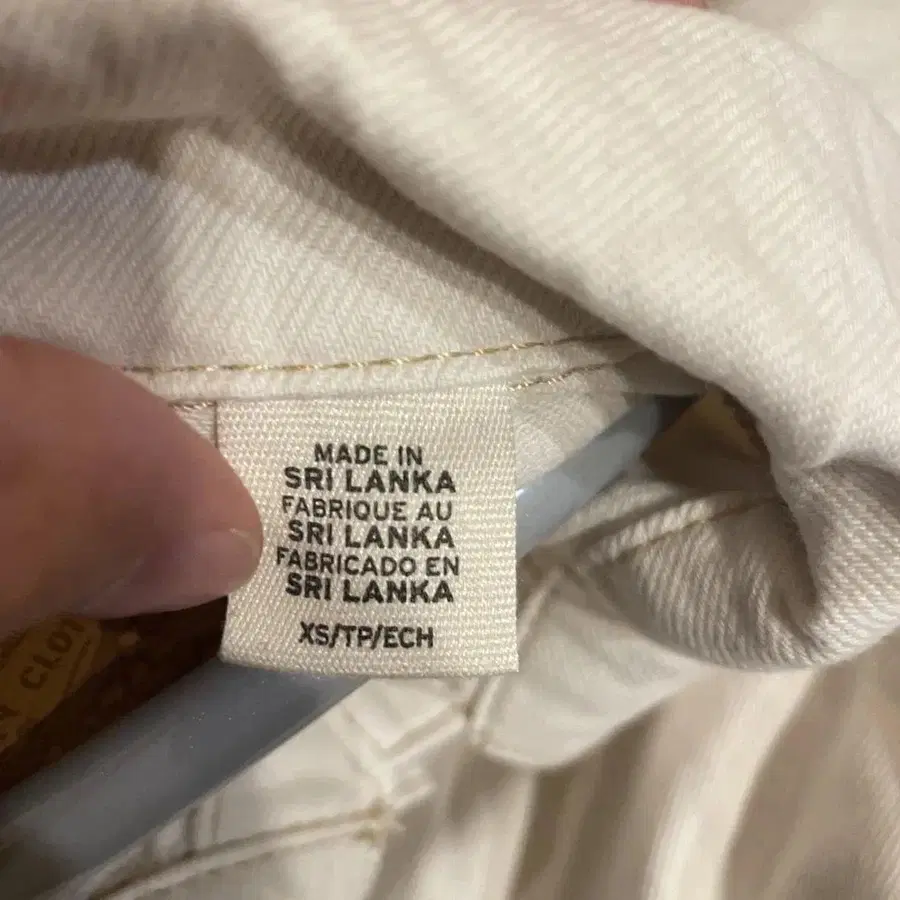 MADE IN
SRI LANKA
FABRIQUE AU
SRI LANKA
FABRICADO EN
SRI LANKA
XS/TP/ECH